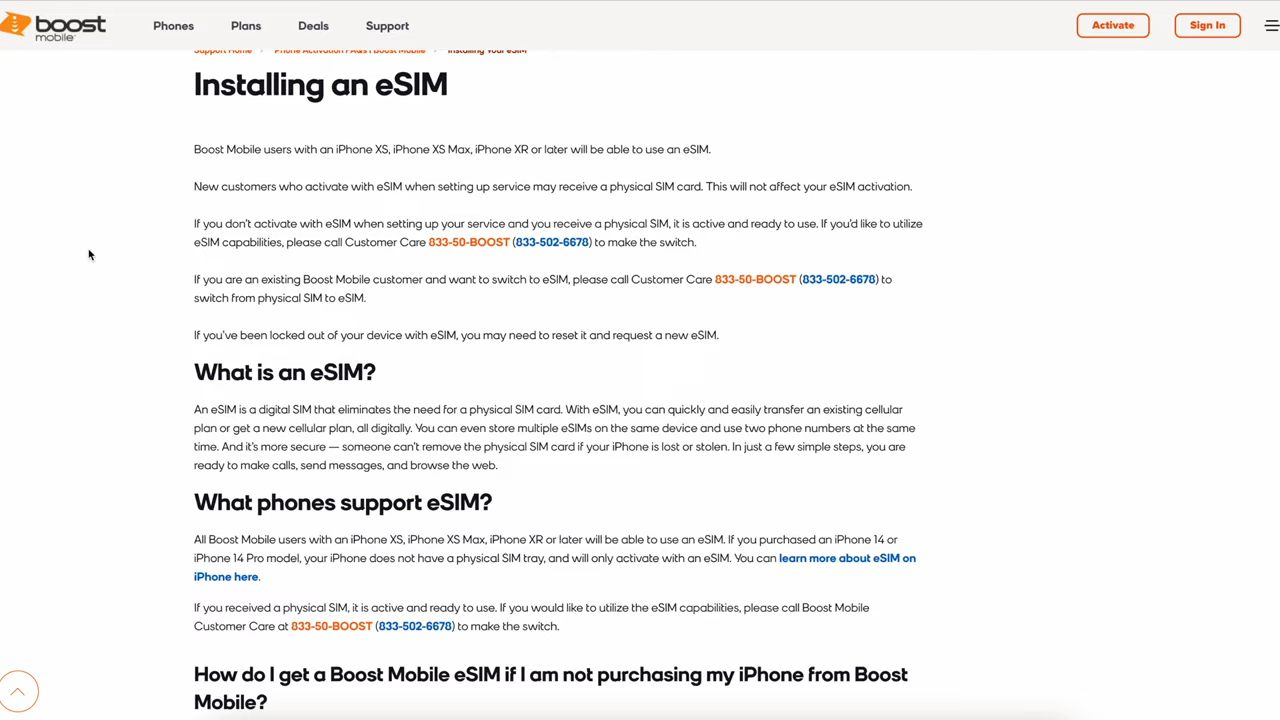 boost
mobile
Phones
Plans
Deals
Support
Activate
Sign In
Support Home
Phone Activation FAQs | Boost Mobile
Installing Your eSIM
Installing an eSIM
Boost Mobile users with an iPhone XS, iPhone XS Max, iPhone XR or later will be able to use an eSIM.
New customers who activate with eSIM when setting up service may receive a physical SIM card. This will not affect your eSIM activation.
If you don't activate with eSIM when setting up your service and you receive a physical SIM, it is active and ready to use. If you'd like to utilize
eSIM capabilities, please call Customer Care 833-50-BOOST (833-502-6678) to make the switch.
If you are an existing Boost Mobile customer and want to switch to eSIM, please call Customer Care 833-50-BOOST (833-502-6678) to
switch from physical SIM to eSIM.
If you've been locked out of your device with eSIM, you may need to reset it and request a new eSIM.
What is an eSIM?
An eSIM is a digital SIM that eliminates the need for a physical SIM card. With eSIM, you can quickly and easily transfer an existing cellular
plan or get a new cellular plan, all digitally. You can even store multiple eSIMs on the same device and use two phone numbers at the same
time. And it's more secure — someone can't remove the physical SIM card if your iPhone is lost or stolen. In just a few simple steps, you are
ready to make calls, send messages, and browse the web.
What phones support eSIM?
All Boost Mobile users with an iPhone XS, iPhone XS Max, iPhone XR or later will be able to use an eSIM. If you purchased an iPhone 14 or
iPhone 14 Pro model, your iPhone does not have a physical SIM tray, and will only activate with an eSIM. You can learn more about eSIM on
iPhone here.
If you received a physical SIM, it is active and ready to use. If you would like to utilize the eSIM capabilities, please call Boost Mobile
Customer Care at 833-50-BOOST (833-502-6678) to make the switch.
How do I get a Boost Mobile eSIM if I am not purchasing my iPhone from Boost
Mobile?